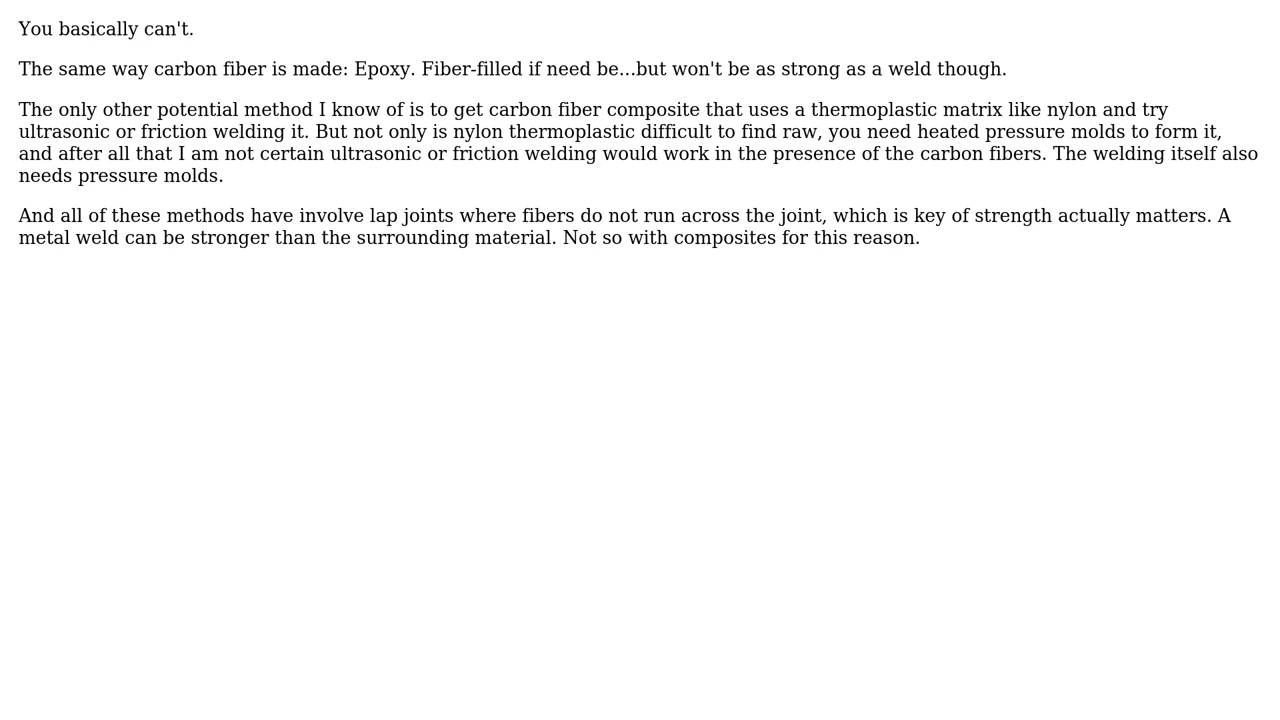 You basically can't.
The same way carbon fiber is made: Epoxy. Fiber-filled if need be...but won't be as strong as a weld though.
The only other potential method I know of is to get carbon fiber composite that uses a thermoplastic matrix like nylon and try
ultrasonic or friction welding it. But not only is nylon thermoplastic difficult to find raw, you need heated pressure molds to form it,
and after all that I am not certain ultrasonic or friction welding would work in the presence of the carbon fibers. The welding itself also
needs pressure molds.
And all of these methods have involve lap joints where fibers do not run across the joint, which is key of strength actually matters. A
metal weld can be stronger than the surrounding material. Not so with composites for this reason.